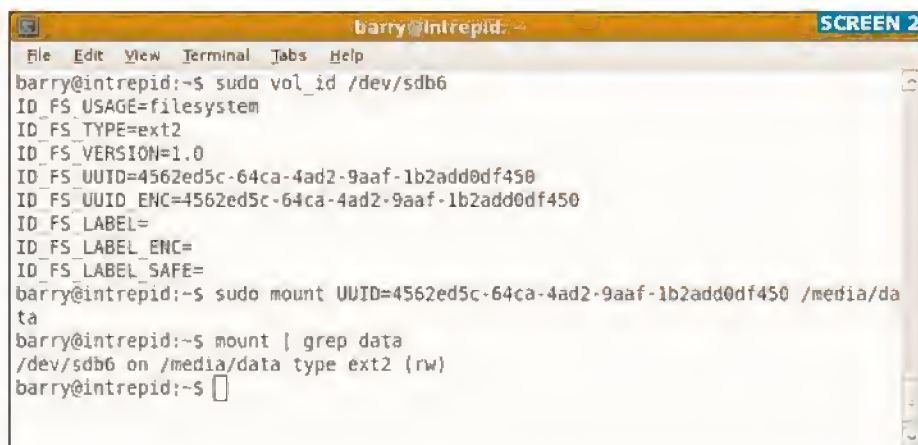 barry@intrepid: ~
SCREEN 2
File Edit View Terminal Tabs Help
barry@intrepid:~$ sudo vol_id /dev/sdb6
ID_FS_USAGE=filesystem
ID_FS_TYPE=ext2
ID_FS_VERSION=1.0
ID_FS_UUID=4562ed5c-64ca-4ad2-9aaf-1b2add0df450
ID_FS_UUID_ENC=4562ed5c-64ca-4ad2-9aaf-1b2add0df450
ID_FS_LABEL=
ID_FS_LABEL_ENC=
ID_FS_LABEL_SAFE=
barry@intrepid:~$ sudo mount UUID=4562ed5c-64ca-4ad2-9aaf-1b2add0df450 /media/da
ta
barry@intrepid:~$ mount | grep data
/dev/sdb6 on /media/data type ext2 (rw)
barry@intrepid:~$